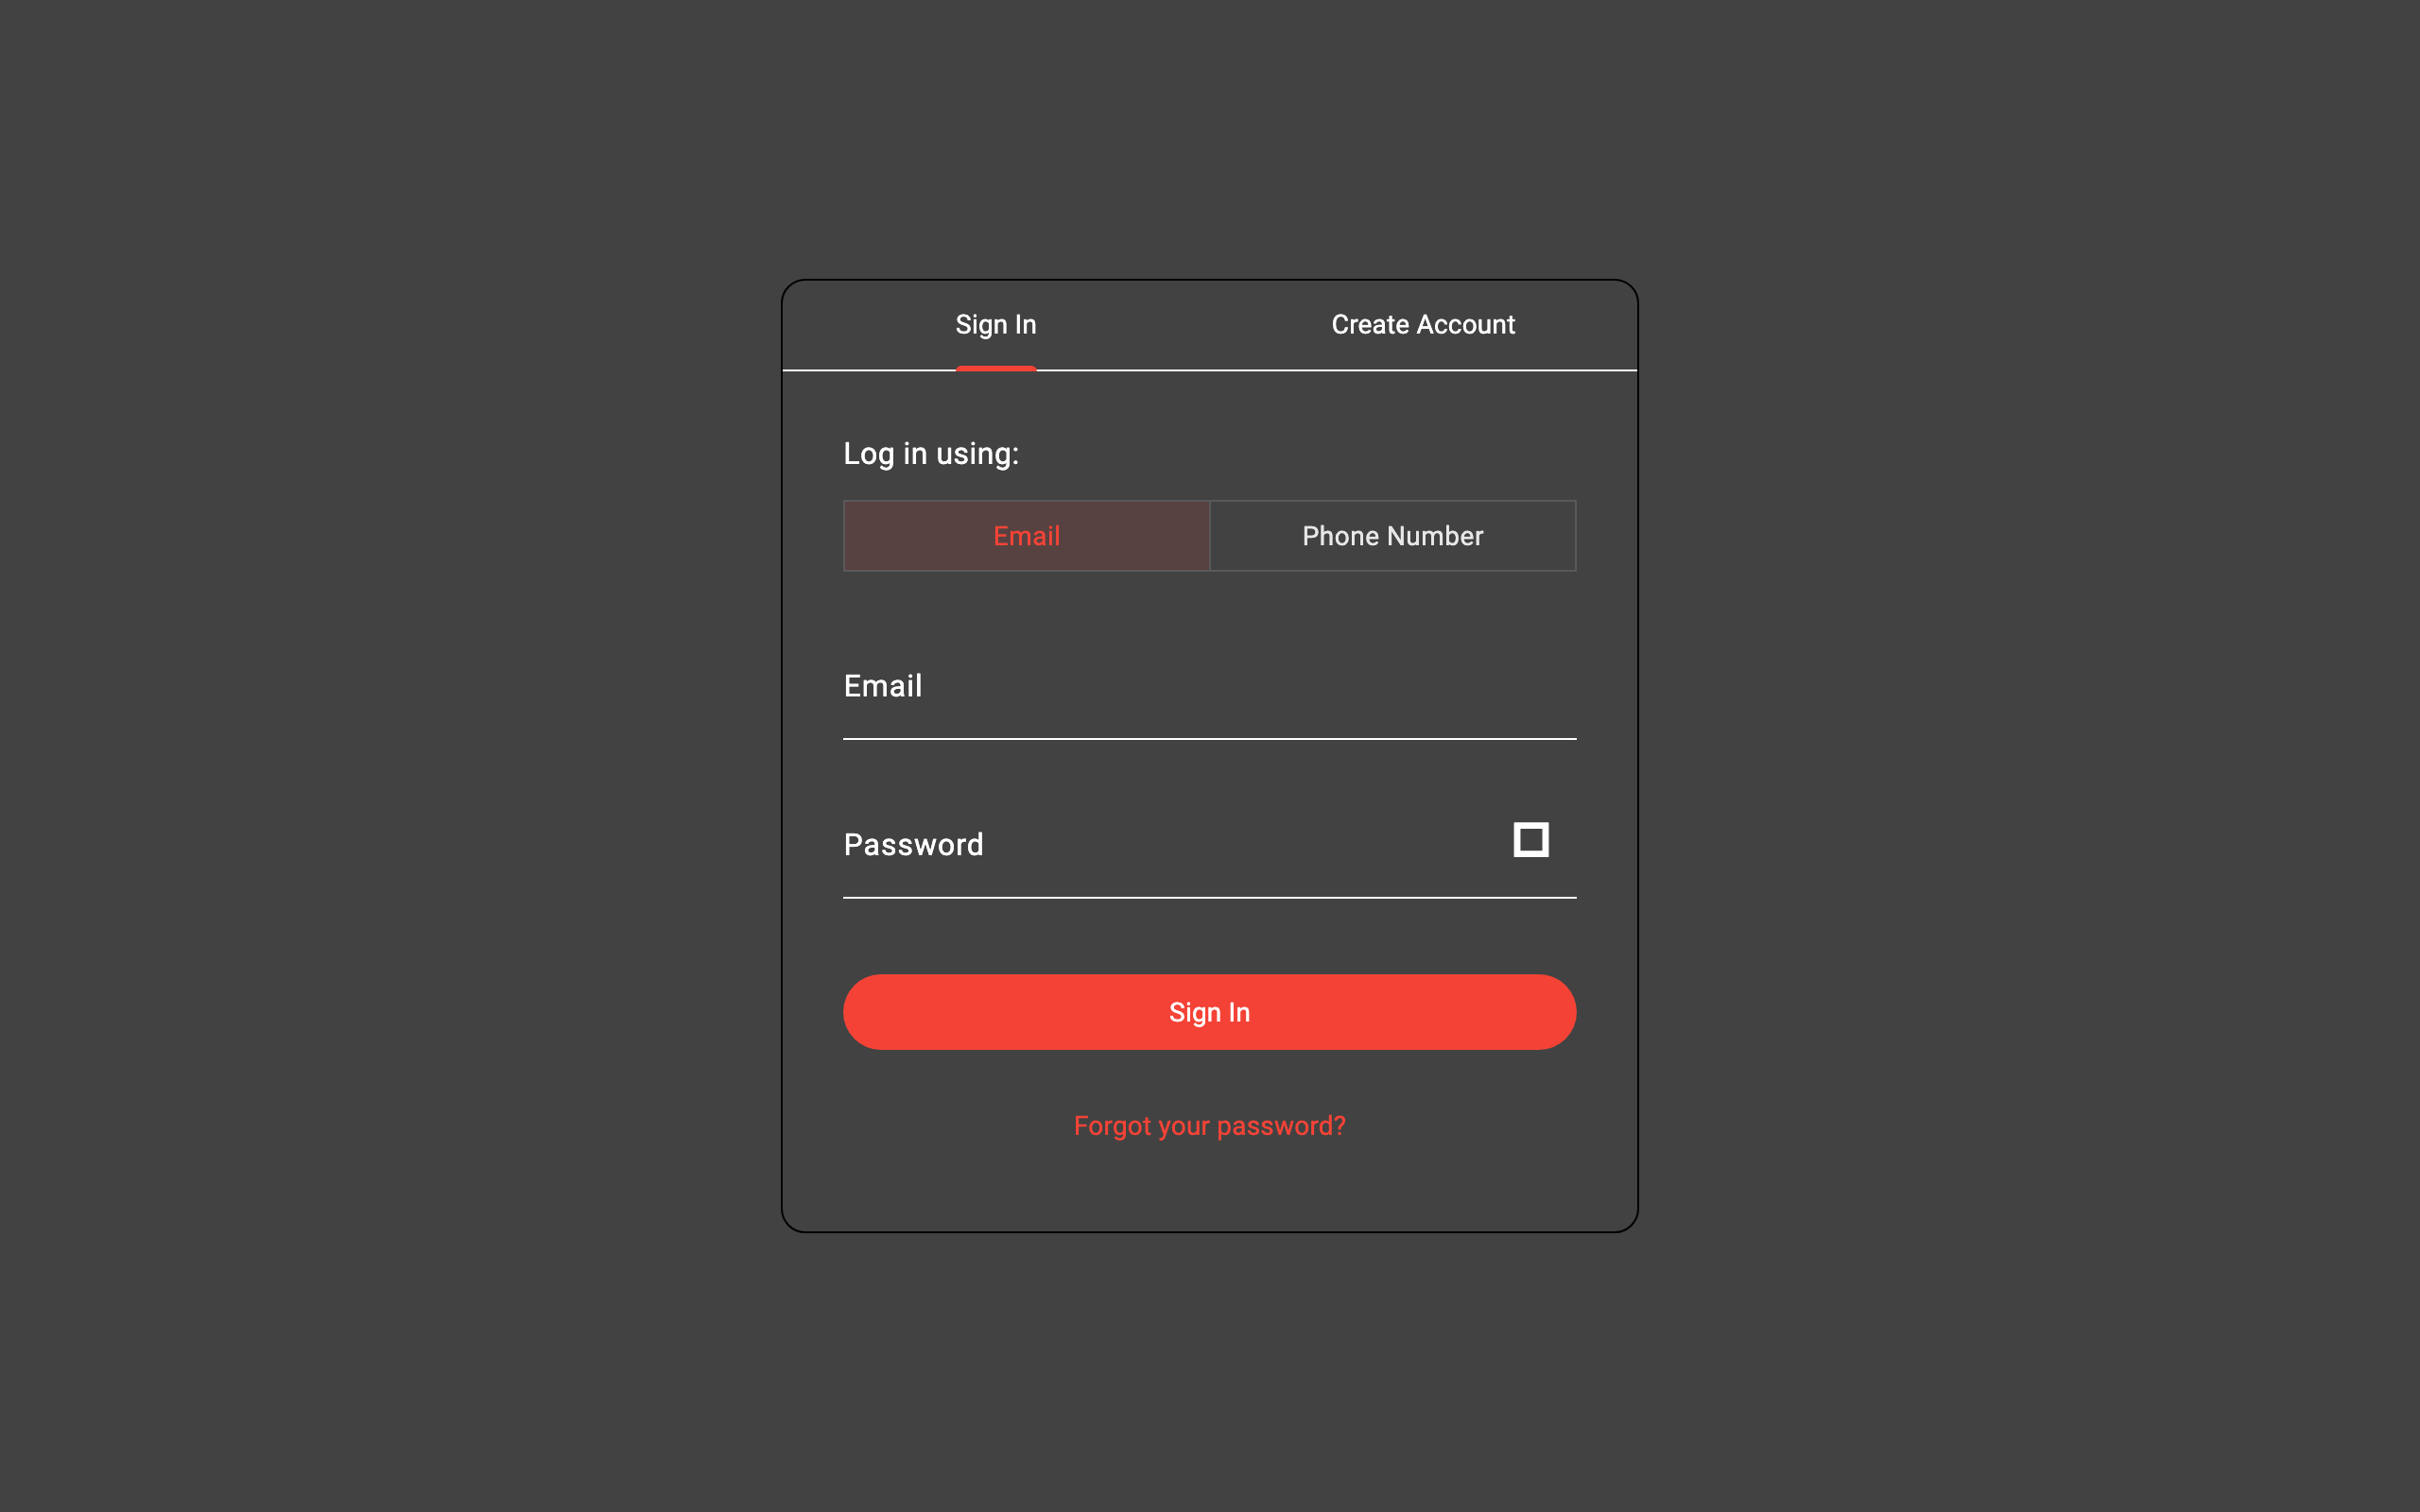 Sign In
Create Account
Log in using:
Email
Phone Number
Email
Password
Sign In
Forgot your password?